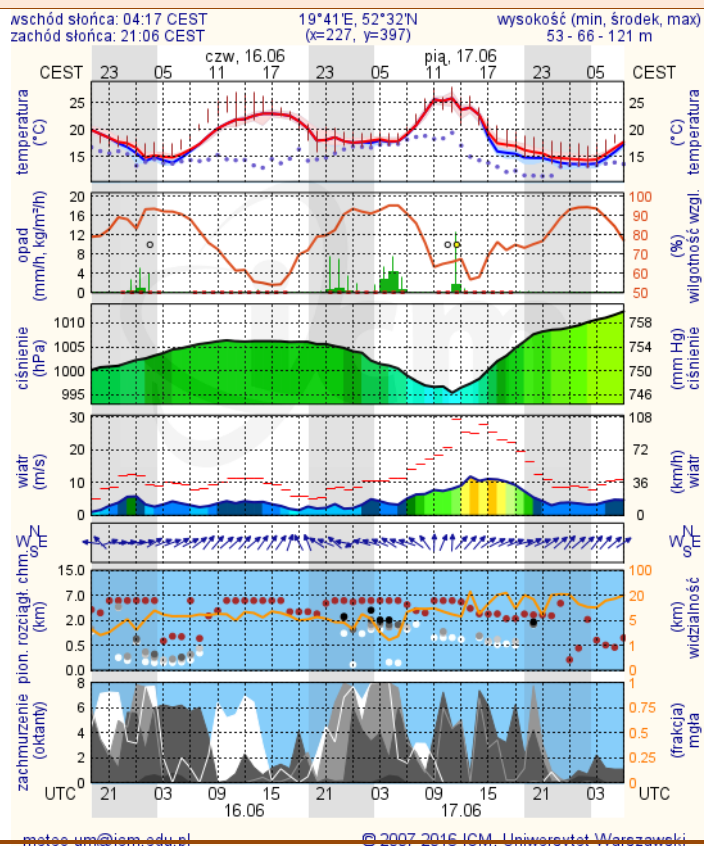 wschód słońca: 04:17 CEST 19°41'E, 52°32'N wysokość (min, środek, max)
zachód słońca: 21:06 CEST (x=227, y=397) 53 - 66 - 121 m
czw, 16.06 pią, 17.06
CEST 23 05 11 17 23 05 11 17 23 05 CEST
temperatura
(°C)
25
20
15
temperatura
(°C)
25
20
15
opad
(mm/h, kg/m²/h)
20
16
12
8
4
0
100
90
80
70
60
50
(%)
wilgotność wzgl.
ciśnienie
(hPa)
1010
1005
1000
995
758
754
750
746
(mm Hg)
ciśnienie
wiatr
(m/s)
30
20
10
0
108
72
36
0
(km/h)
wiatr
N
W E
S
N
W E
S
pion. rozciągł. chm.
(km)
15.0
7.0
2.0
0.5
0.0
100
20
5
1
0
(km)
widzialność
zachmurzenie
(oktanty)
8
6
4
2
0
1
0.75
0.5
0.25
0
(frakcja)
mgła
UTC 21 03 09 15 21 03 09 15 21 03 UTC
16.06 17.06
meteo-um@icm.edu.pl © 2007-2016 ICM, Uniwersytet Warszawski